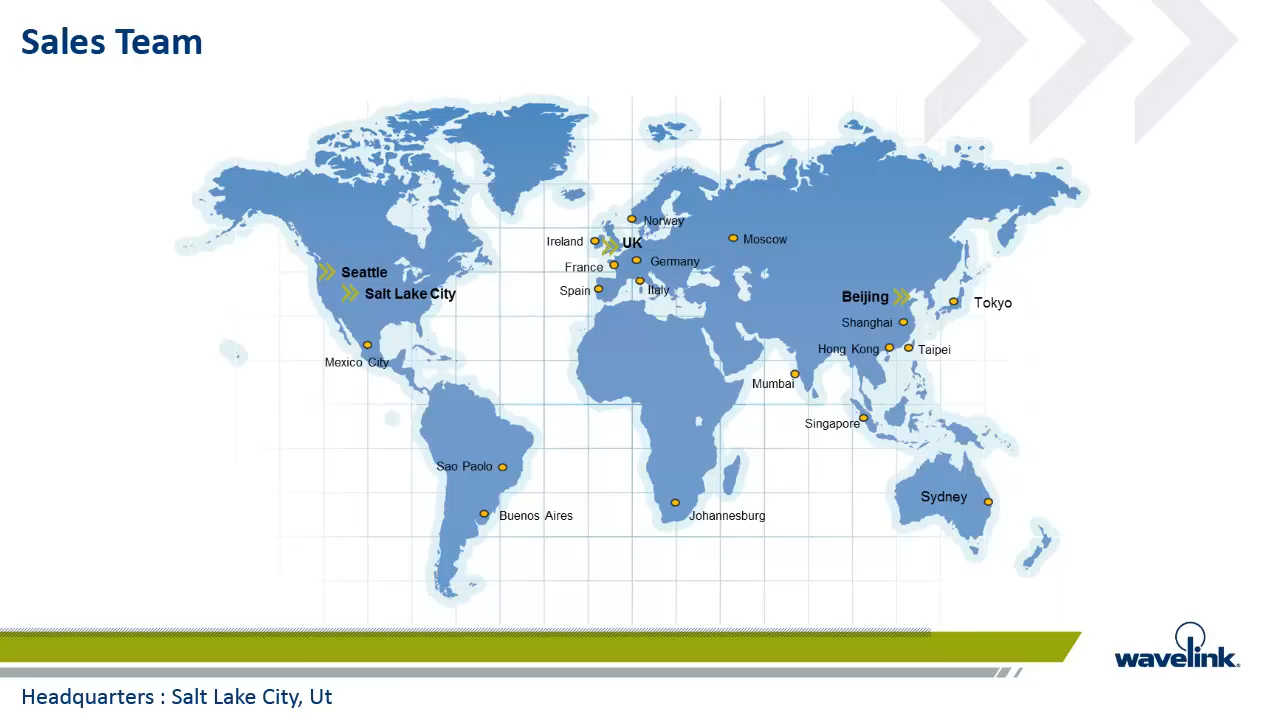 Sales Team
Norway
Ireland
UK
Moscow
France
Germany
Seattle
Spain
Italy
Salt Lake City
Beijing
Tokyo
Shanghai
Hong Kong
Taipei
Mexico City
Mumbai
Singapore
Sao Paolo
Sydney
Buenos Aires
Johannesburg
wavelink
Headquarters : Salt Lake City, Ut